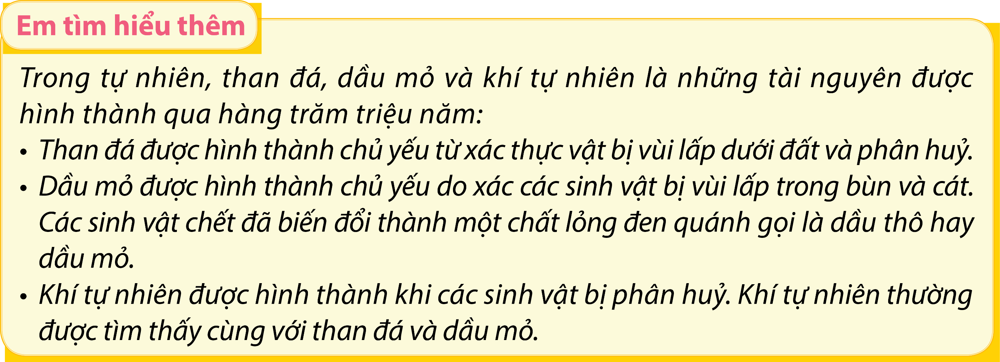 Em tìm hiểu thêm
Trong tự nhiên, than đá, dầu mỏ và khí tự nhiên là những tài nguyên được
hình thành qua hàng trăm triệu năm:
• Than đá được hình thành chủ yếu từ xác thực vật bị vùi lấp dưới đất và phân huỷ.
• Dầu mỏ được hình thành chủ yếu do xác các sinh vật bị vùi lấp trong bùn và cát.
Các sinh vật chết đã biến đổi thành một chất lỏng đen quánh gọi là dầu thô hay
dầu mỏ.
• Khí tự nhiên được hình thành khi các sinh vật bị phân huỷ. Khí tự nhiên thường
được tìm thấy cùng với than đá và dầu mỏ.